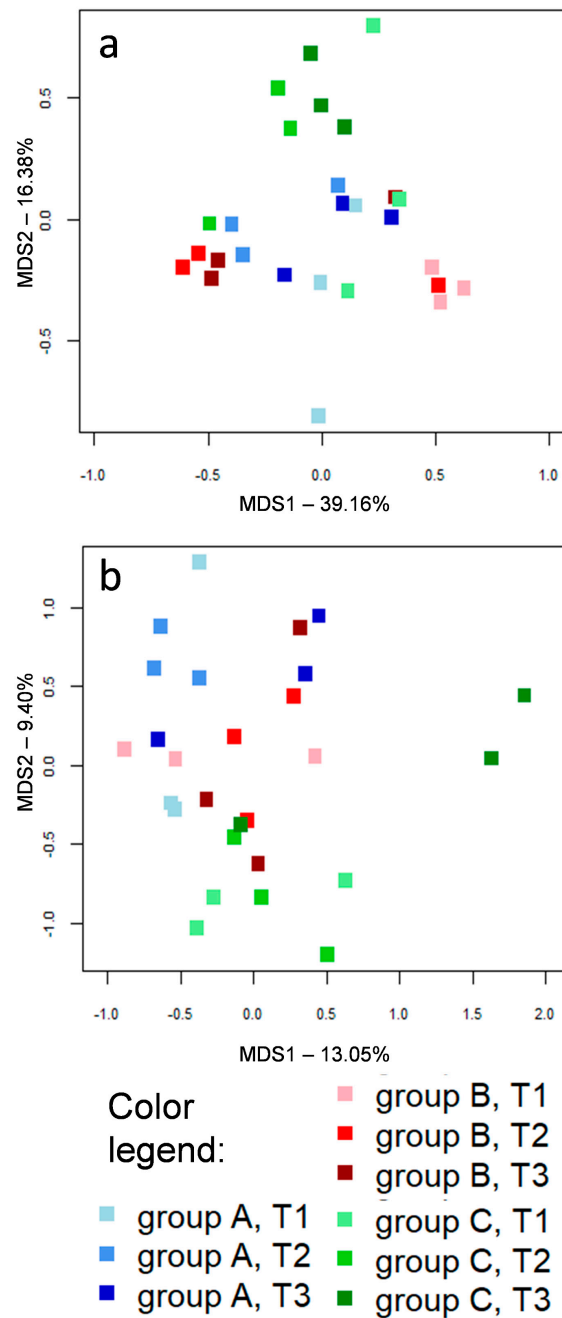 a
0.5
0.0
-0.5
MDS2 – 16.38%
-1.0 -0.5 0.0 0.5 1.0
MDS1 – 39.16%
b
1.0
0.5
0.0
-0.5
-1.0
MDS2 – 9.40%
-1.0 -0.5 0.0 0.5 1.0 1.5 2.0
MDS1 – 13.05%
Color
legend:
group A, T1
group A, T2
group A, T3
group B, T1
group B, T2
group B, T3
group C, T1
group C, T2
group C, T3